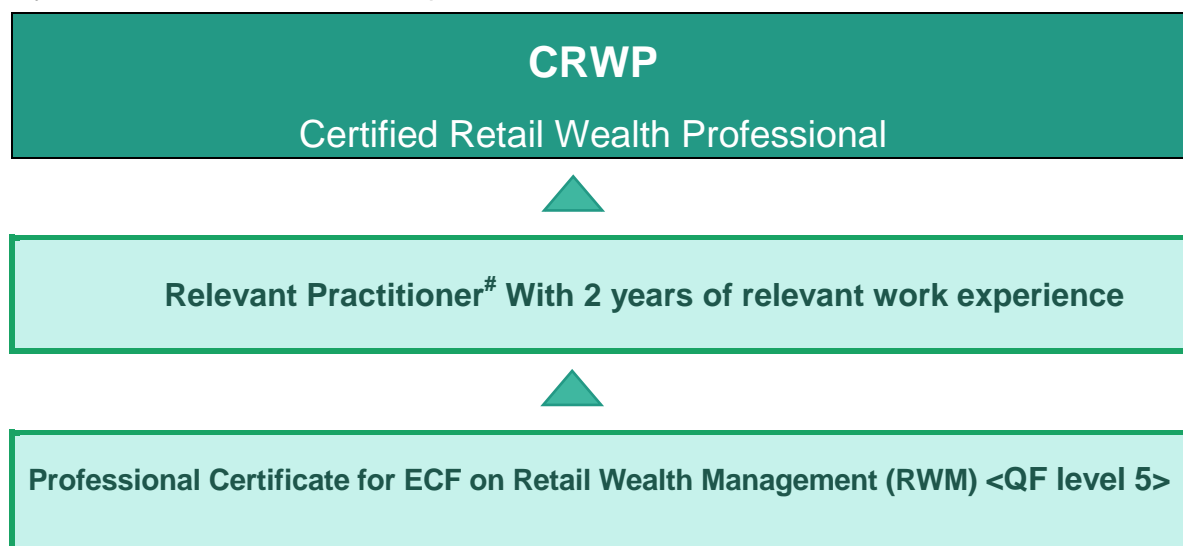 CRWP
Certified Retail Wealth Professional
Relevant Practitioner# With 2 years of relevant work experience
Professional Certificate for ECF on Retail Wealth Management (RWM) <QF level 5>